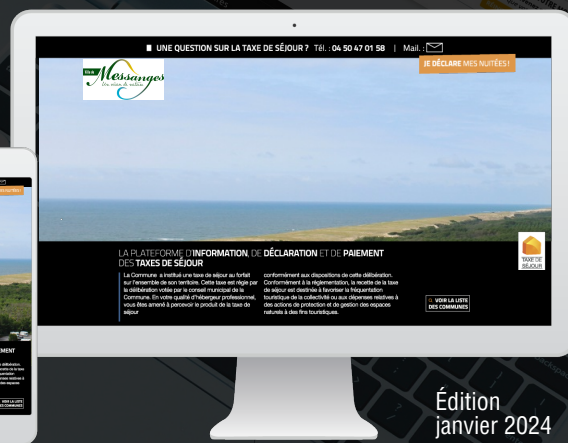 UNE QUESTION SUR LA TAXE DE SÉJOUR ? Tél. : 04 50 47 01 58 | Mail. :
JE DÉCLARE MES NUITÉES !
Messanges
LA PLATEFORME D'INFORMATION, DE DÉCLARATION ET DE PAIEMENT
DES TAXES DE SÉJOUR
La Commune a institué une taxe de séjour au forfait
sur l'ensemble de son territoire. Cette taxe est régie par
la délibération votée par le conseil municipal de la
Commune. En votre qualité d'hébergeur professionnel,
vous êtes amené à percevoir le produit de la taxe de
séjour
conformément aux dispositions de cette délibération.
Conformément à la réglementation, la recette de la taxe
de séjour est destinée à favoriser la fréquentation
touristique de la collectivité ou aux dépenses relatives à
des actions de protection et de gestion des espaces
naturels à des fins touristiques.
TAXE DE
SÉJOUR
VOIR LA LISTE
DES COMMUNES
Édition
janvier 2024